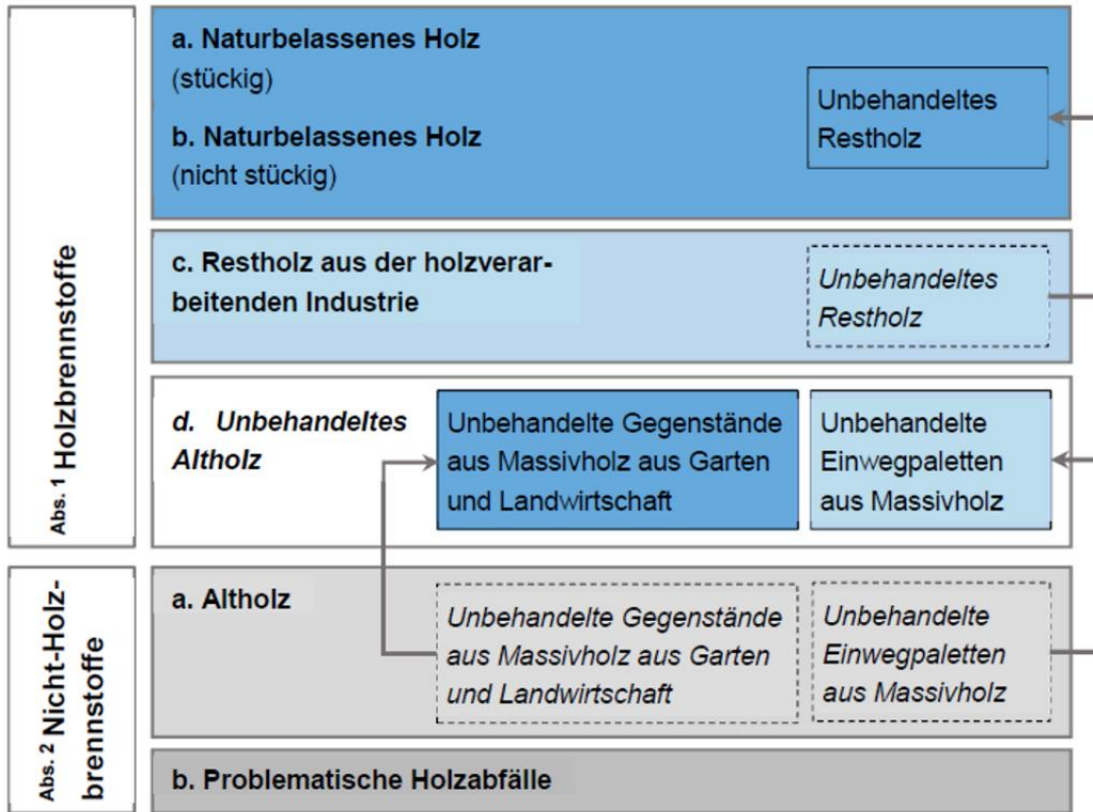 Abs. 1 Holzbrennstoffe
a. Naturbelassenes Holz
(stückig)
b. Naturbelassenes Holz
(nicht stückig)
Unbehandeltes
Restholz
c. Restholz aus der holzverar-
beitenden Industrie
Unbehandeltes
Restholz
d. Unbehandeltes
Altholz
Unbehandelte Gegenstände
aus Massivholz aus Garten
und Landwirtschaft
Unbehandelte
Einwegpaletten
aus Massivholz
Abs. 2 Nicht-Holz-
brennstoffe
a. Altholz
Unbehandelte Gegenstände
aus Massivholz aus Garten
und Landwirtschaft
Unbehandelte
Einwegpaletten
aus Massivholz
b. Problematische Holzabfälle